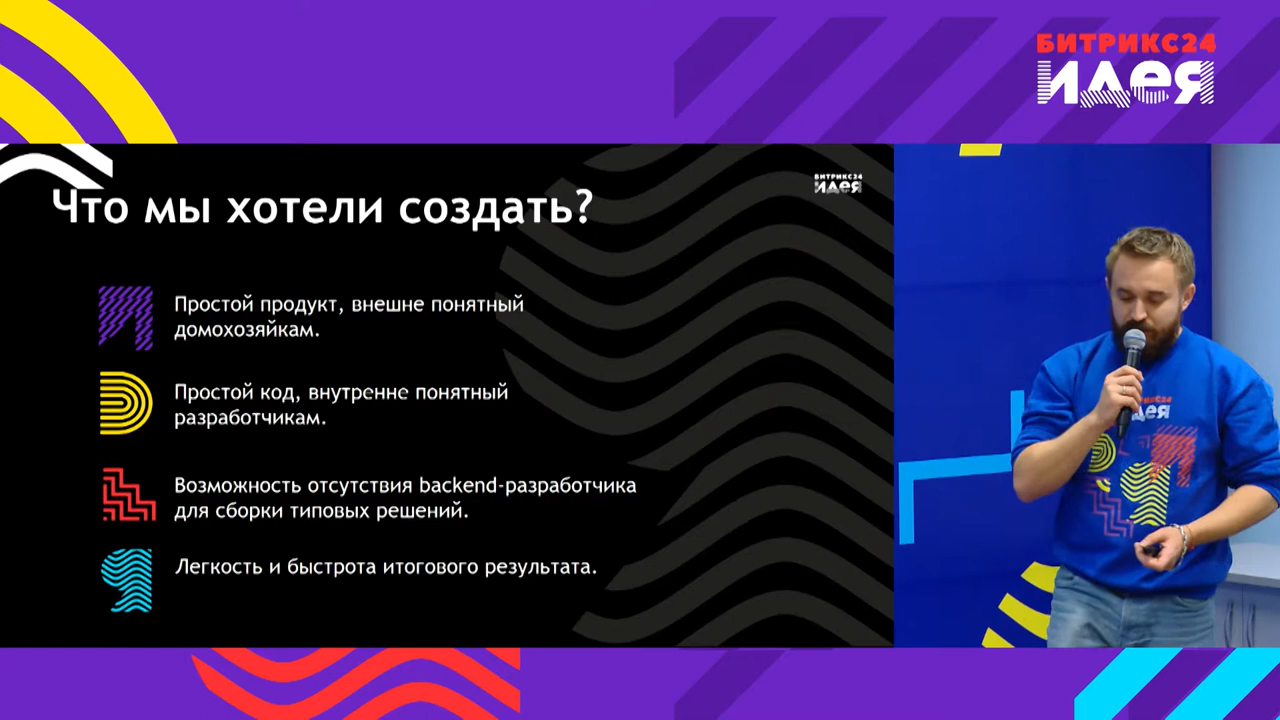 БИТРИКС24
ИДЕЯ
БИТРИКС24
ИДЕЯ
Что мы хотели создать?
Простой продукт, внешне понятный
домохозяйкам.
Простой код, внутренне понятный
разработчикам.
Возможность отсутствия backend-разработчика
для сборки типовых решений.
Легкость и быстрота итогового результата.